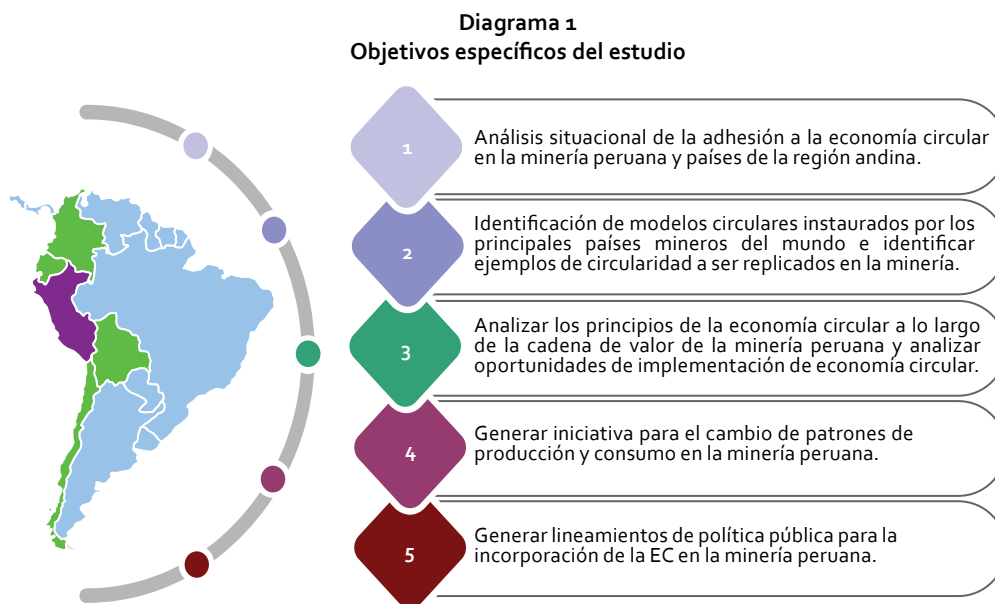 Diagrama 1
Objetivos específicos del estudio
1
Análisis situacional de la adhesión a la economía circular
en la minería peruana y países de la región andina.
2
Identificación de modelos circulares instaurados por los
principales países mineros del mundo e identificar
ejemplos de circularidad a ser replicados en la minería.
3
Analizar los principios de la economía circular a lo largo
de la cadena de valor de la minería peruana y analizar
oportunidades de implementación de economía circular.
4
Generar iniciativa para el cambio de patrones de
producción y consumo en la minería peruana.
5
Generar lineamientos de política pública para la
incorporación de la EC en la minería peruana.